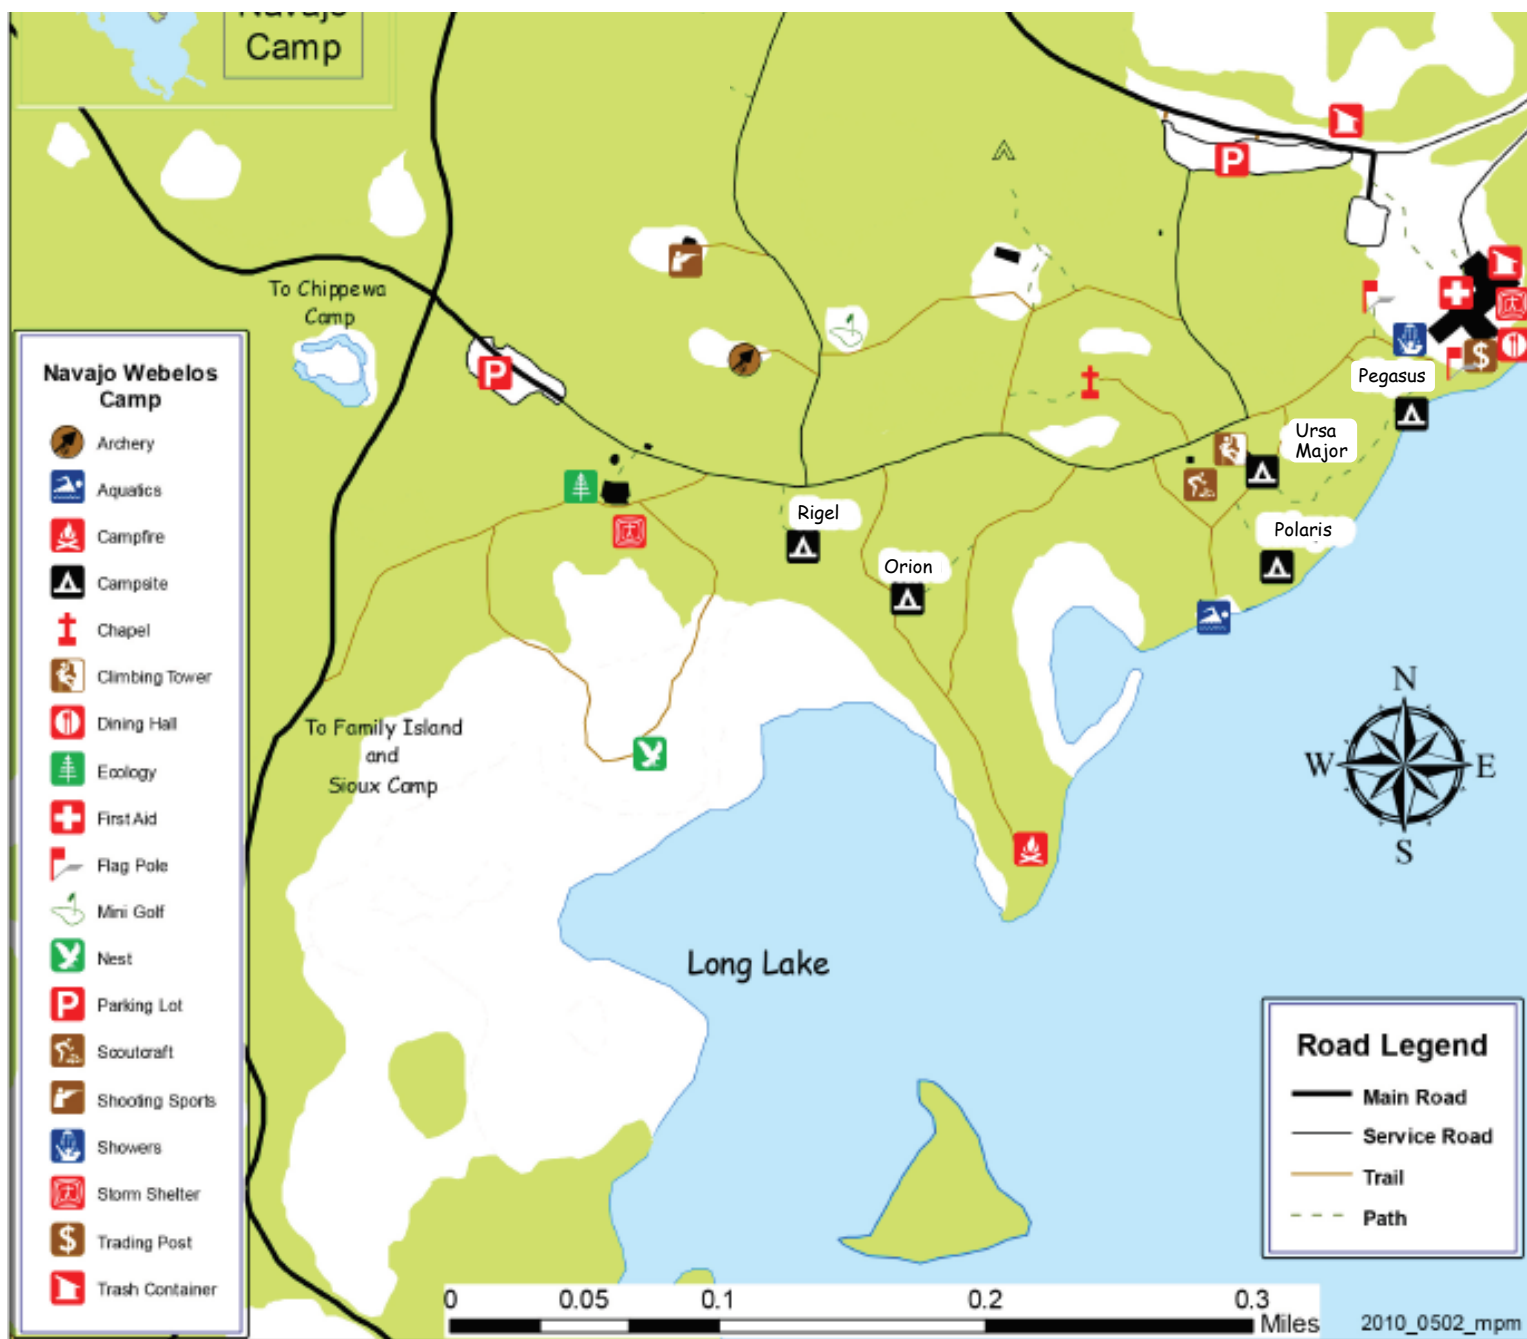 Navajo
Camp
To Chippewa
Camp
Navajo Webelos
Camp
Archery
Aquatics
Campfire
Campsite
Chapel
Climbing Tower
Dining Hall
Ecology
First Aid
Flag Pole
Mini Golf
Nest
P Parking Lot
Scoutcraft
Shooting Sports
Showers
Storm Shelter
$ Trading Post
Trash Container
P
P
$
Pegasus
Ursa
Major
Rigel
Polaris
Orion
To Family Island
and
Sioux Camp
N
W E
S
Long Lake
Road Legend
Main Road
Service Road
Trail
Path
0 0.05 0.1 0.2 0.3
Miles
2010_0502_mpm